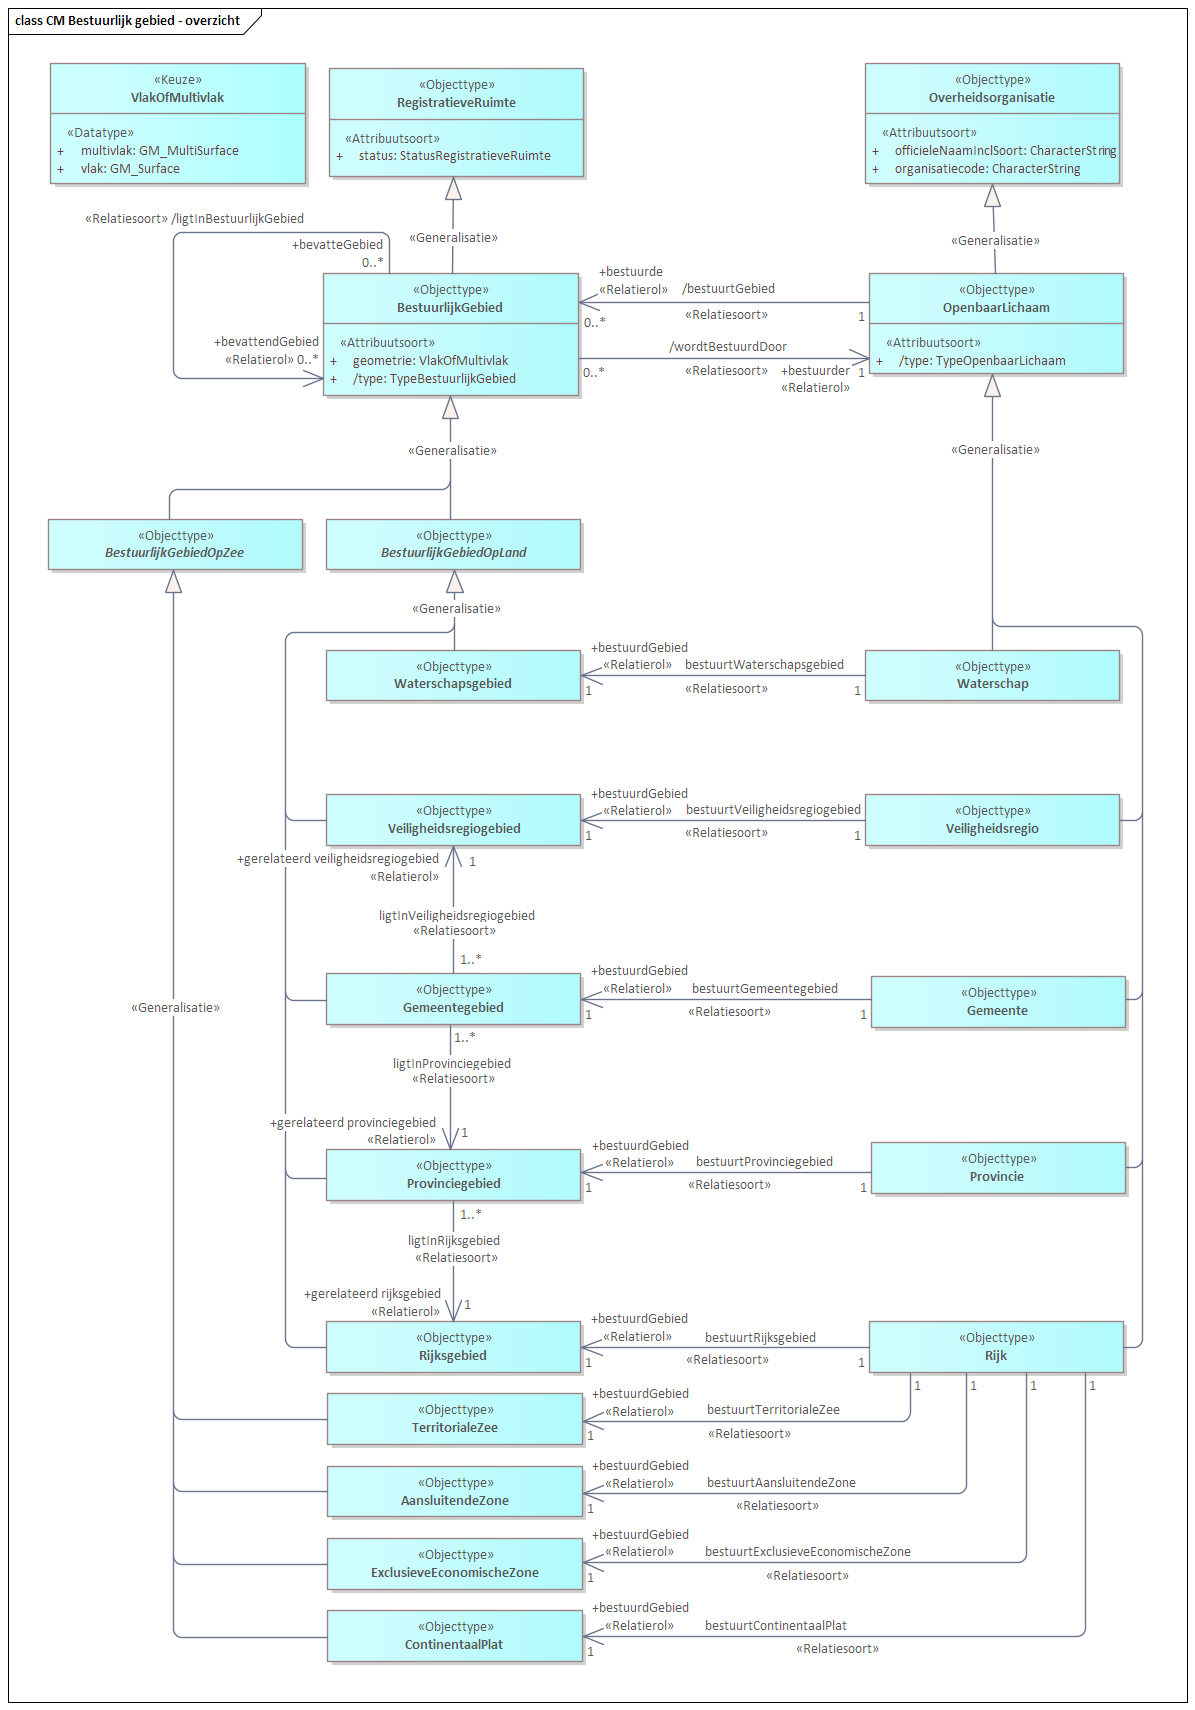 class CM Bestuurlijk gebied - overzicht
«Keuze»
VlakOfMultivlak
«Datatype»
+ multivlak: GM_MultiSurface
+ vlak: GM_Surface
«Objecttype»
RegistratieveRuimte
«Attribuutsoort»
+ status: StatusRegistratieveRuimte
«Objecttype»
Overheidsorganisatie
«Attribuutsoort»
+ officieleNaamInclSoort: CharacterString
+ organisatiecode: CharacterString
«Relatiesoort» /ligtInBestuurlijkGebied
+bevatteGebied
0..*
«Generalisatie»
«Generalisatie»
«Objecttype»
BestuurlijkGebied
«Attribuutsoort»
+ geometrie: VlakOfMultivlak
+ /type: TypeBestuurlijkGebied
+bevattendGebied
«Relatierol» 0..*
+bestuurde
«Relatierol» /bestuurtGebied
0..* «Relatiesoort» 1
/wordtBestuurdDoor
0..* «Relatiesoort» +bestuurder 1
«Relatierol»
«Objecttype»
OpenbaarLichaam
«Attribuutsoort»
+ /type: TypeOpenbaarLichaam
«Generalisatie»
«Generalisatie»
«Objecttype»
BestuurlijkGebiedOpZee
«Objecttype»
BestuurlijkGebiedOpLand
«Generalisatie»
«Objecttype»
Waterschapsgebied
+bestuurdGebied
«Relatierol» bestuurtWaterschapsgebied
1 «Relatiesoort» 1
«Objecttype»
Waterschap
«Objecttype»
Veiligheidsregiogebied
+bestuurdGebied
«Relatierol» bestuurtVeiligheidsregiogebied
1 «Relatiesoort» 1
«Objecttype»
Veiligheidsregio
+gerelateerd veiligheidsregiogebied 1
«Relatierol»
ligtInVeiligheidsregiogebied
«Relatiesoort»
1..*
«Objecttype»
Gemeentegebied
+bestuurdGebied
«Relatierol» bestuurtGemeentegebied
1 «Relatiesoort» 1
«Objecttype»
Gemeente
«Generalisatie»
1..*
ligtInProvinciegebied
«Relatiesoort»
+gerelateerd provinciegebied 1
«Relatierol»
«Objecttype»
Provinciegebied
+bestuurdGebied
«Relatierol» bestuurtProvinciegebied
1 «Relatiesoort» 1
«Objecttype»
Provincie
1..*
ligtInRijksgebied
«Relatiesoort»
+gerelateerd rijksgebied 1
«Relatierol»
«Objecttype»
Rijksgebied
+bestuurdGebied
«Relatierol» bestuurtRijksgebied
1 «Relatiesoort» 1
«Objecttype»
Rijk
1 1 1 1
«Objecttype»
TerritorialeZee
+bestuurdGebied
«Relatierol» bestuurtTerritorialeZee
1 «Relatiesoort»
«Objecttype»
AansluitendeZone
+bestuurdGebied
«Relatierol» bestuurtAansluitendeZone
1 «Relatiesoort»
«Objecttype»
ExclusieveEconomischeZone
+bestuurdGebied
«Relatierol» bestuurtExclusieveEconomischeZone
1 «Relatiesoort»
«Objecttype»
ContinentaalPlat
+bestuurdGebied
«Relatierol» bestuurtContinentaalPlat
1 «Relatiesoort»